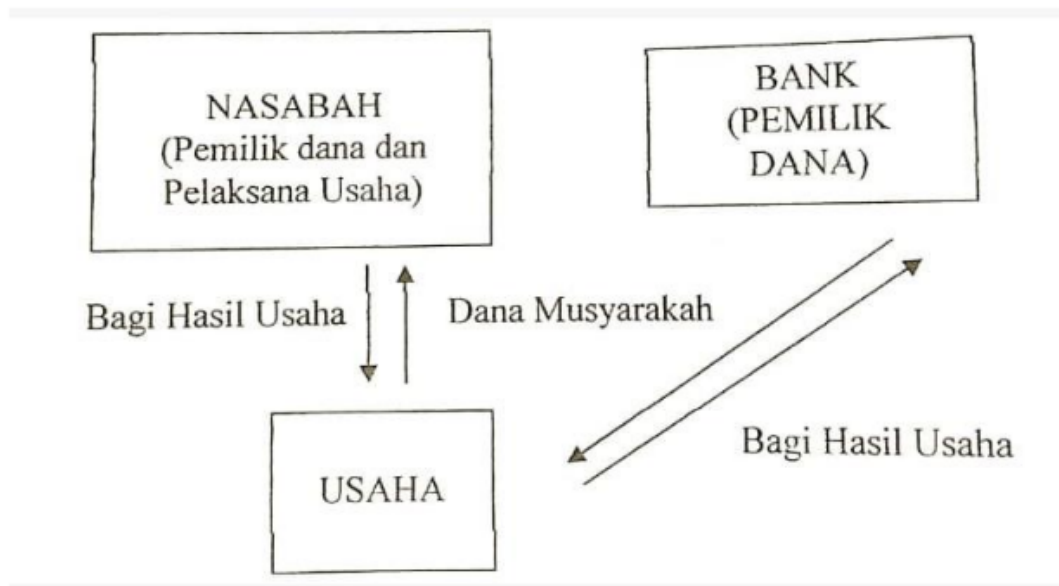 NASABAH
(Pemilik dana dan
Pelaksana Usaha)
BANK
(PEMILIK
DANA)
Bagi Hasil Usaha
Dana Musyarakah
Bagi Hasil Usaha
USAHA